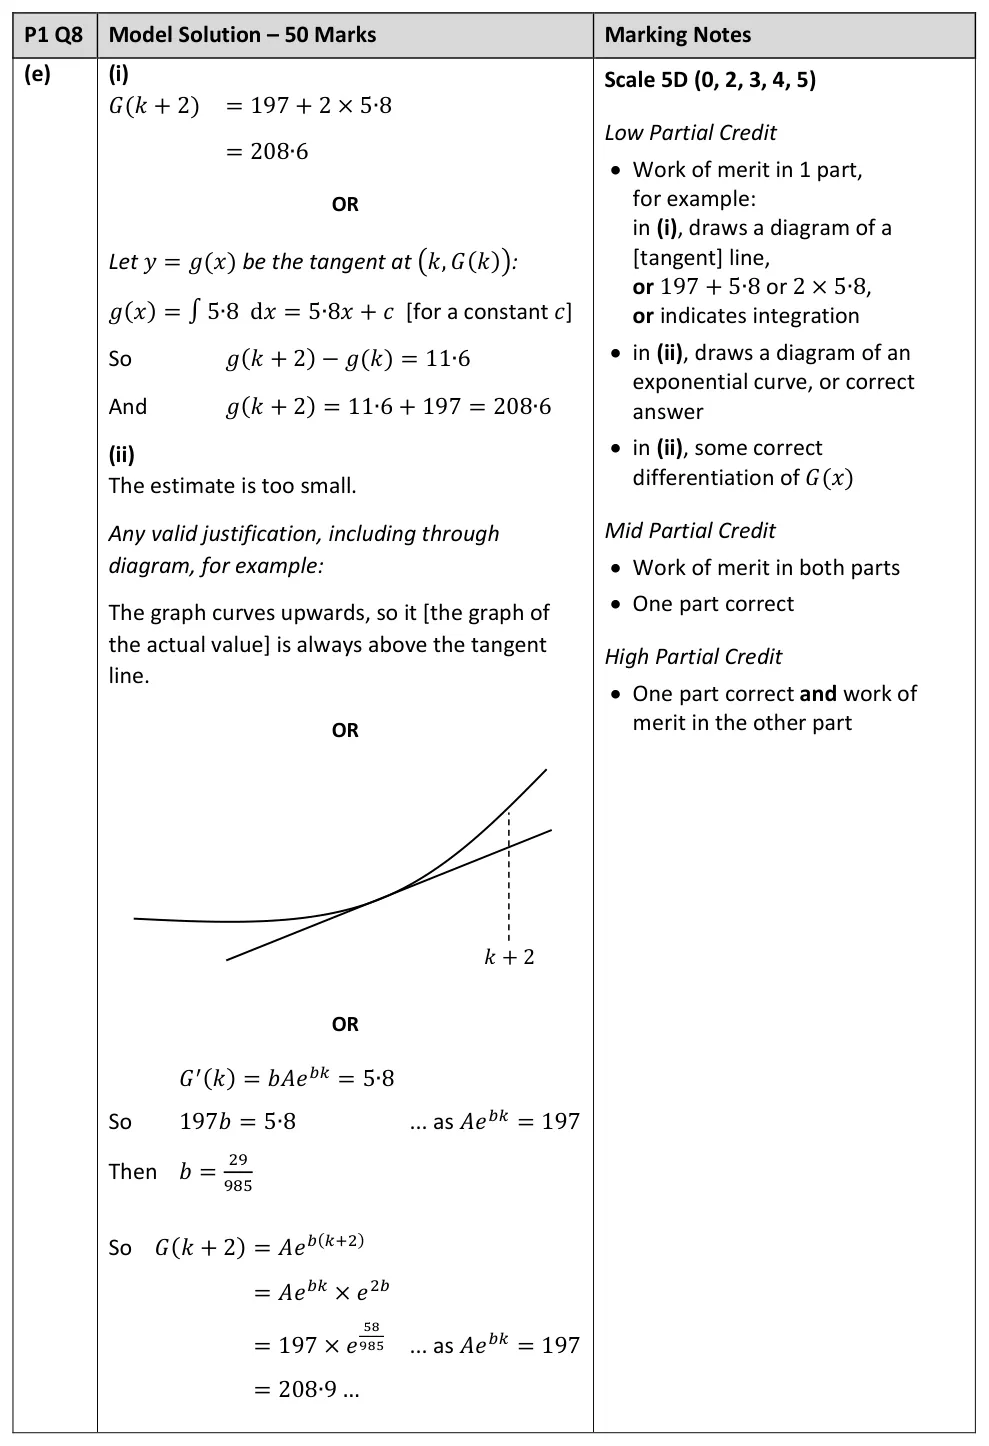 P1 Q8 Model Solution – 50 Marks Marking Notes
(e) (i)
G(k + 2) = 197 + 2 × 5·8
= 208·6
OR
Let y = g(x) be the tangent at (k, G(k)):
g(x) = ∫ 5·8 dx = 5·8x + c [for a constant c]
So g(k + 2) − g(k) = 11·6
And g(k + 2) = 11·6 + 197 = 208·6
(ii)
The estimate is too small.
Any valid justification, including through
diagram, for example:
The graph curves upwards, so it [the graph of
the actual value] is always above the tangent
line.
OR
k + 2
OR
G′(k) = bAe^{bk} = 5·8
So 197b = 5·8 ... as Ae^{bk} = 197
Then b = 29/985
So G(k + 2) = Ae^{b(k+2)}
= Ae^{bk} × e^{2b}
= 197 × e^{58/985} ... as Ae^{bk} = 197
= 208·9 ...
Scale 5D (0, 2, 3, 4, 5)
Low Partial Credit
• Work of merit in 1 part,
for example:
in (i), draws a diagram of a
[tangent] line,
or 197 + 5·8 or 2 × 5·8,
or indicates integration
• in (ii), draws a diagram of an
exponential curve, or correct
answer
• in (ii), some correct
differentiation of G(x)
Mid Partial Credit
• Work of merit in both parts
• One part correct
High Partial Credit
• One part correct and work of
merit in the other part